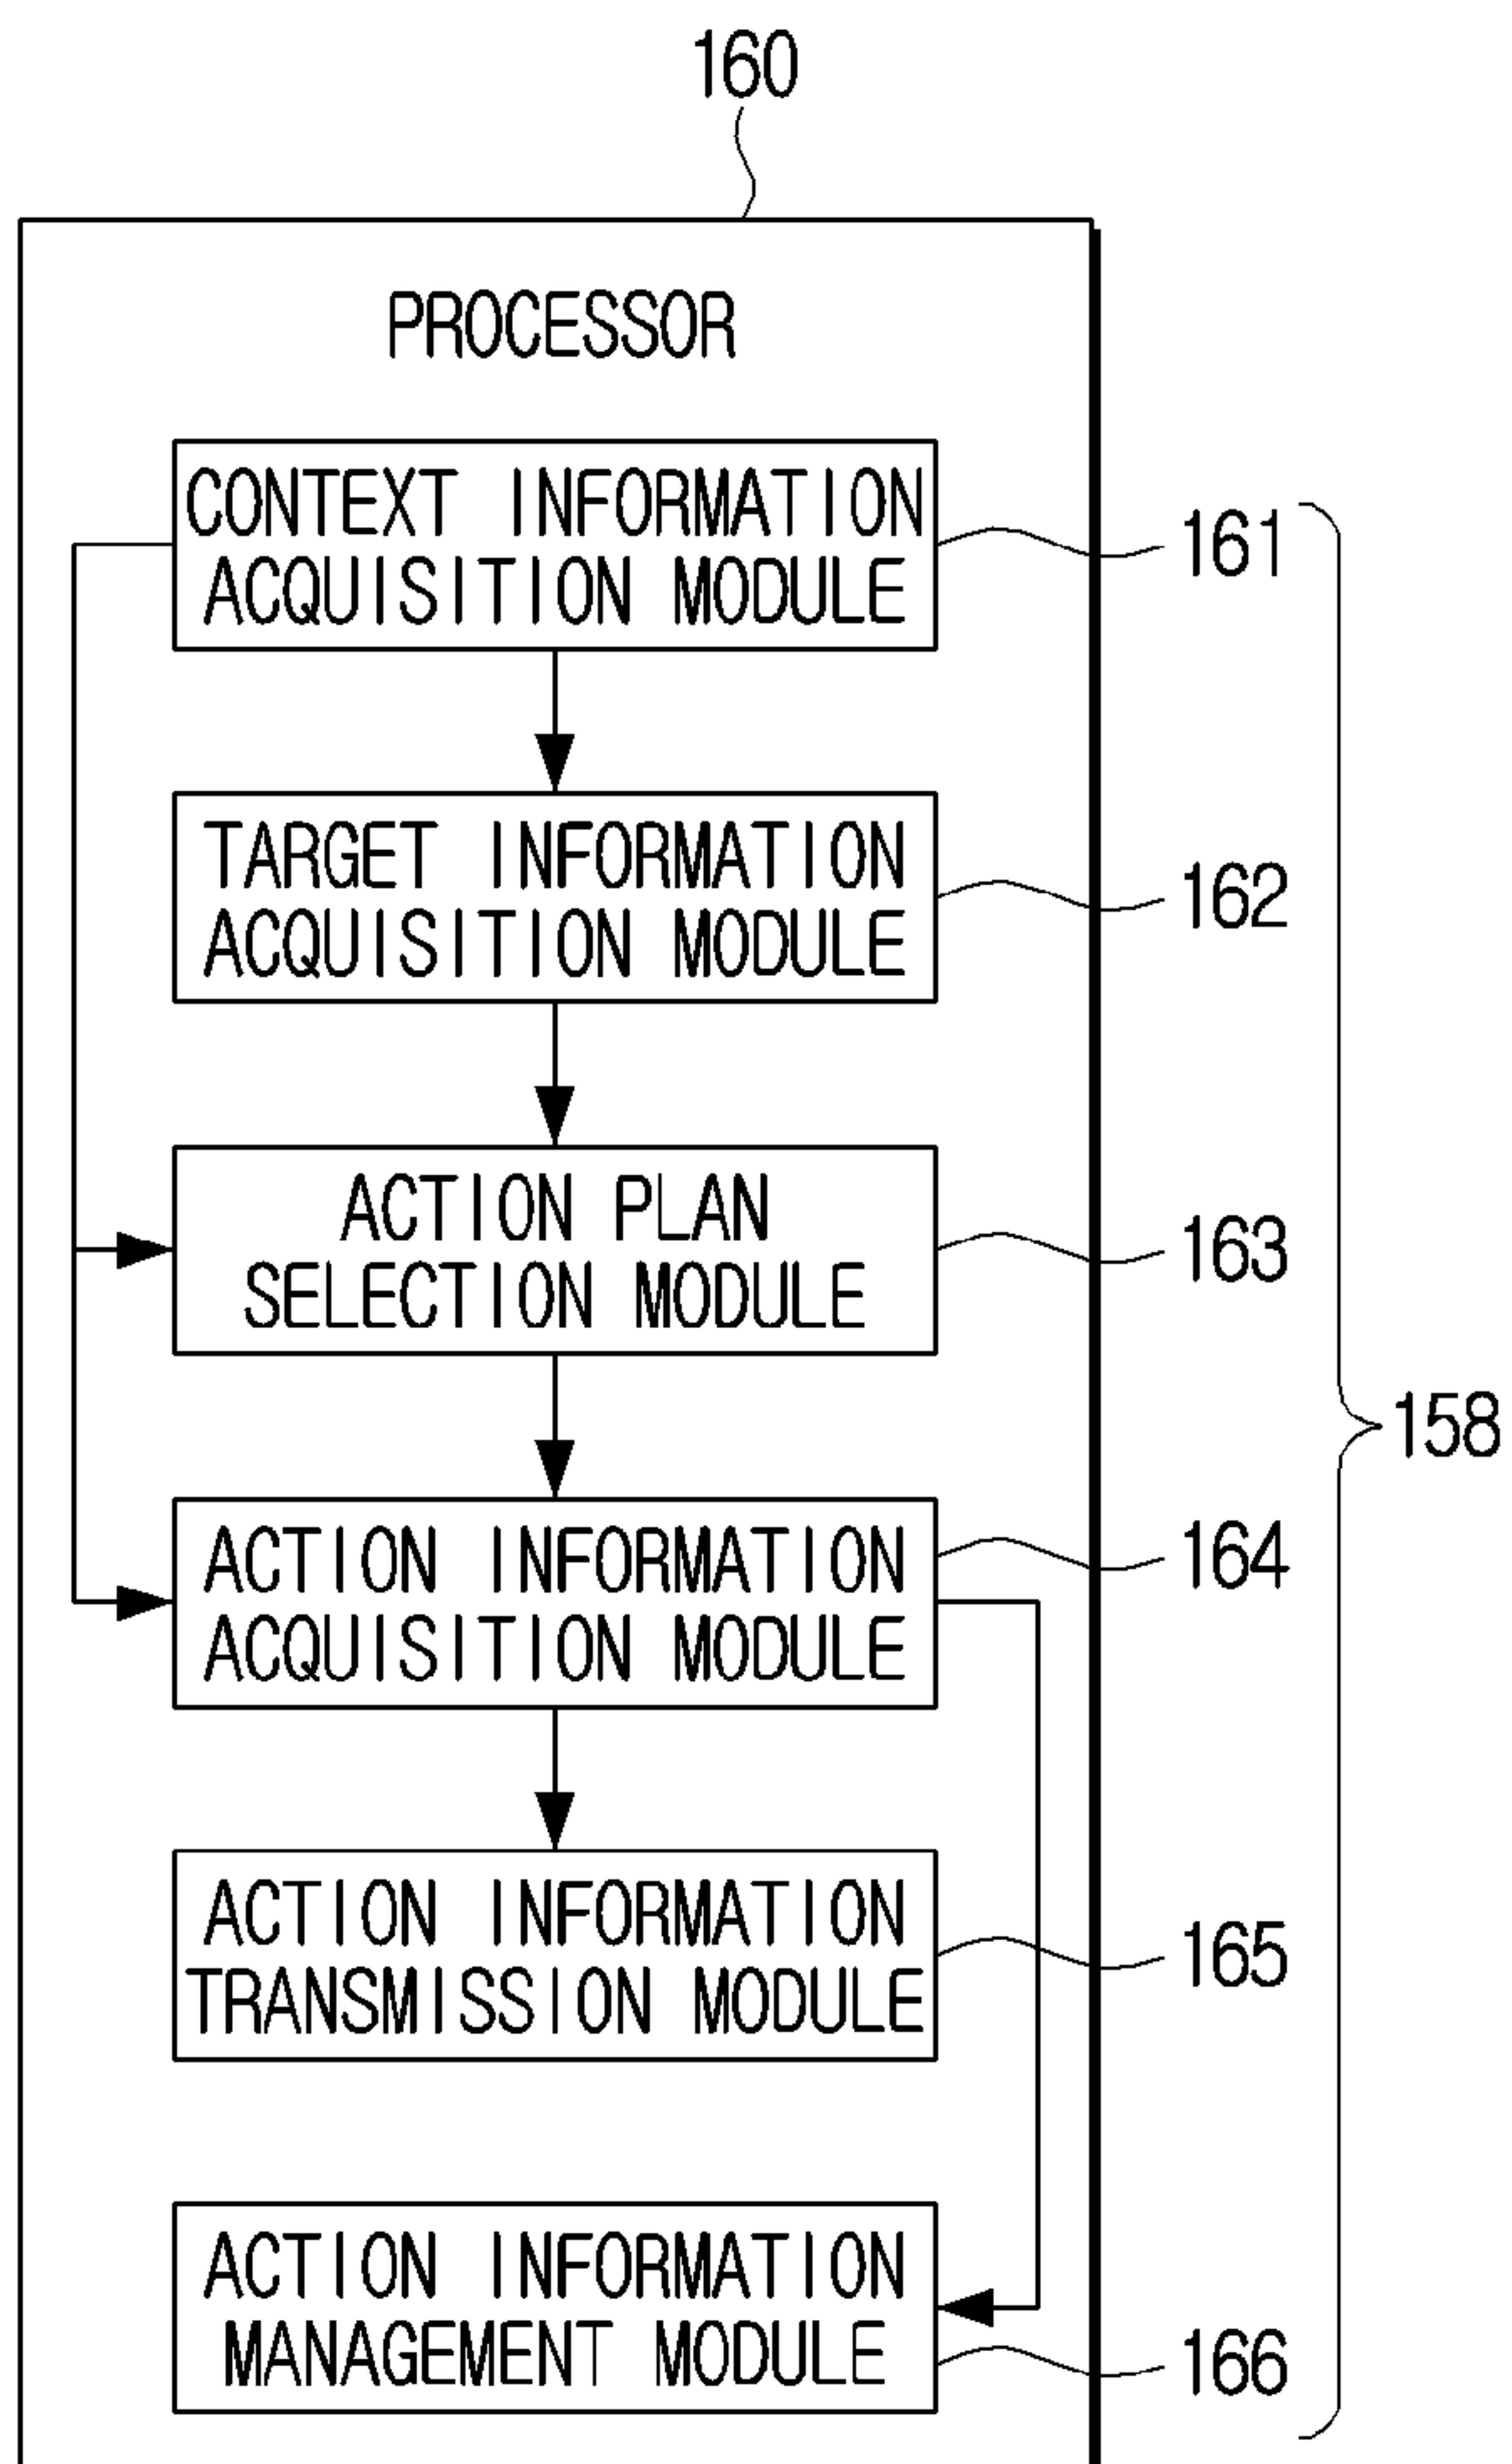 160
PROCESSOR
CONTEXT INFORMATION
ACQUISITION MODULE
161
TARGET INFORMATION
ACQUISITION MODULE
162
ACTION PLAN
SELECTION MODULE
163
158
ACTION INFORMATION
ACQUISITION MODULE
164
ACTION INFORMATION
TRANSMISSION MODULE
165
ACTION INFORMATION
MANAGEMENT MODULE
166